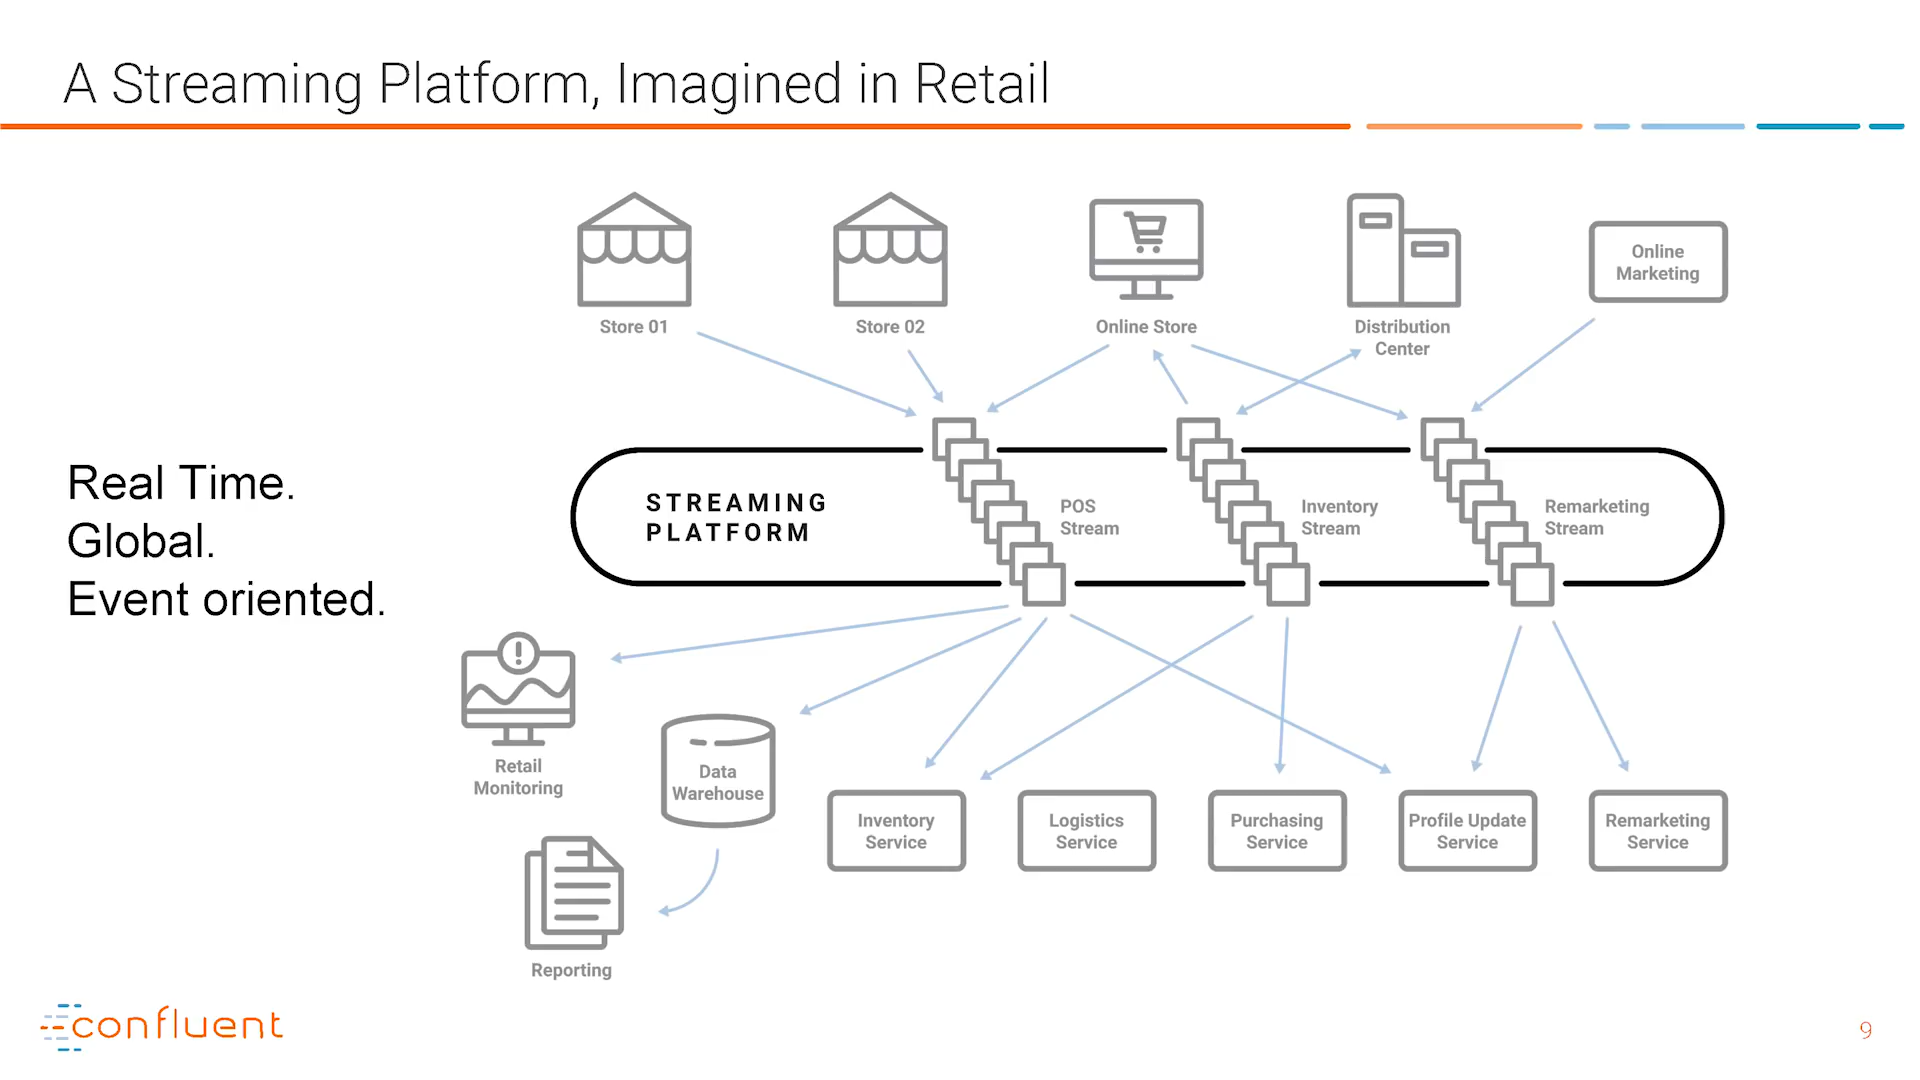 A Streaming Platform, Imagined in Retail
Online
Marketing
Store 01
Store 02
Online Store
Distribution
Center
Real Time.
Global.
Event oriented.
STREAMING
PLATFORM
POS
Stream
Inventory
Stream
Remarketing
Stream
Retail
Monitoring
Data
Warehouse
Inventory
Service
Logistics
Service
Purchasing
Service
Profile Update
Service
Remarketing
Service
Reporting
confluent
9